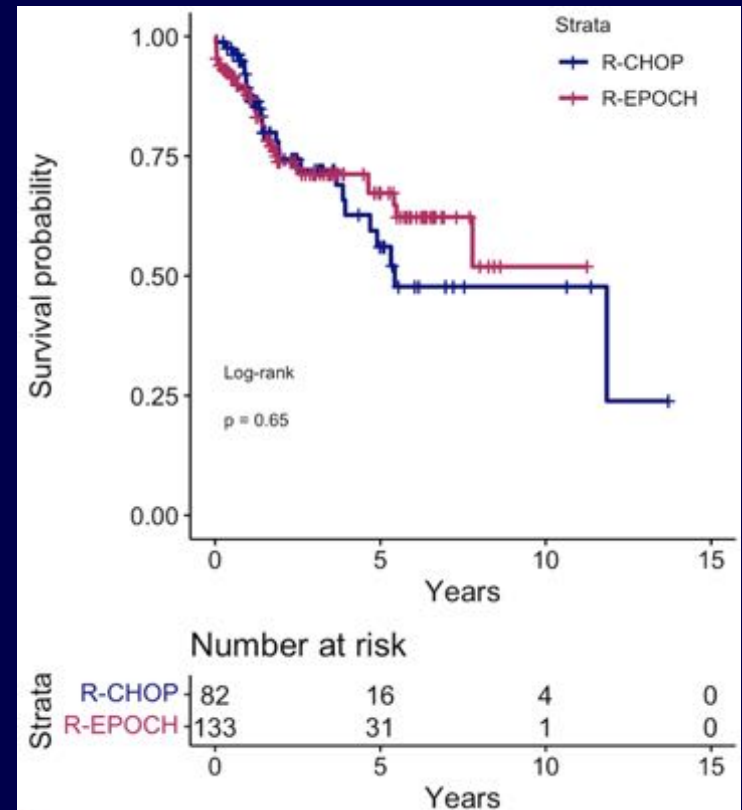 Strata
R-CHOP
R-EPOCH
Survival probability
1.00
0.75
0.50
0.25
0.00
Log-rank
p = 0.65
0 5 10 15
Years
Number at risk
Strata
R-CHOP 82 16 4 0
R-EPOCH 133 31 1 0
0 5 10 15
Years